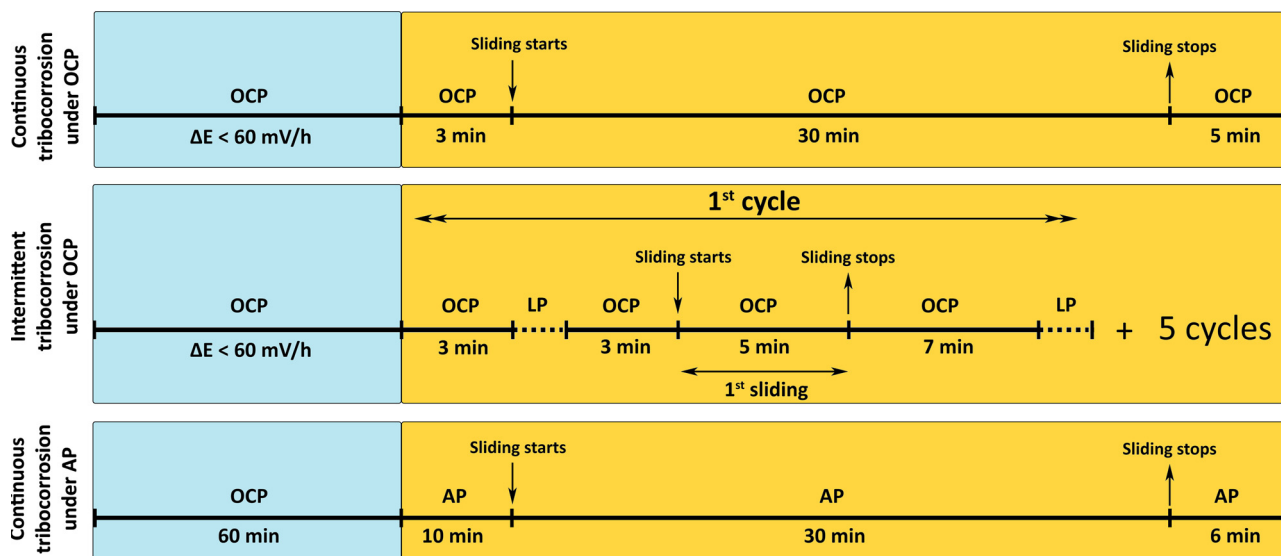 Continuous
tribocorrosion
under OCP
Sliding starts
Sliding stops
OCP
OCP
OCP
OCP
ΔE < 60 mV/h
3 min
30 min
5 min
Intermittent
tribocorrosion
under OCP
1st cycle
Sliding starts
Sliding stops
OCP
OCP
LP
OCP
OCP
OCP
LP
+ 5 cycles
ΔE < 60 mV/h
3 min
3 min
5 min
7 min
1st sliding
Continuous
tribocorrosion
under AP
Sliding starts
Sliding stops
OCP
AP
AP
AP
60 min
10 min
30 min
6 min